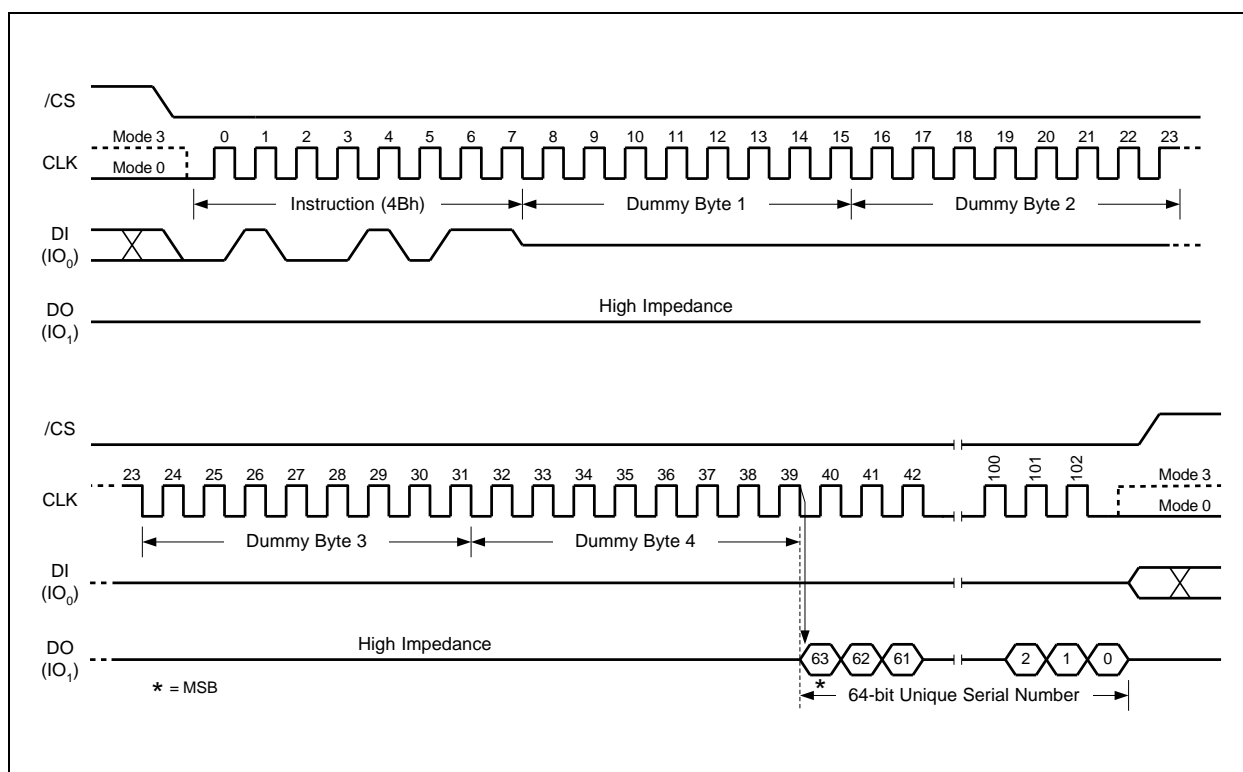 /CS
Mode 3 0 1 2 3 4 5 6 7 8 9 10 11 12 13 14 15 16 17 18 19 20 21 22 23
CLK Mode 0
Instruction (4Bh) Dummy Byte 1 Dummy Byte 2
DI
(IO0)
High Impedance
DO
(IO1)
/CS
23 24 25 26 27 28 29 30 31 32 33 34 35 36 37 38 39 40 41 42 100 101 102 Mode 3
CLK Mode 0
Dummy Byte 3 Dummy Byte 4
DI
(IO0)
High Impedance
DO
(IO1)
63 62 61 2 1 0
* = MSB * 64-bit Unique Serial Number